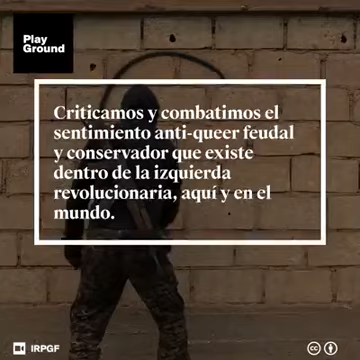 Play
Ground
Criticamos y combatimos el
sentimiento anti-queer feudal
y conservador que existe
dentro de la izquierda
revolucionaria, aquí y en el
mundo.
IRPGF
cc